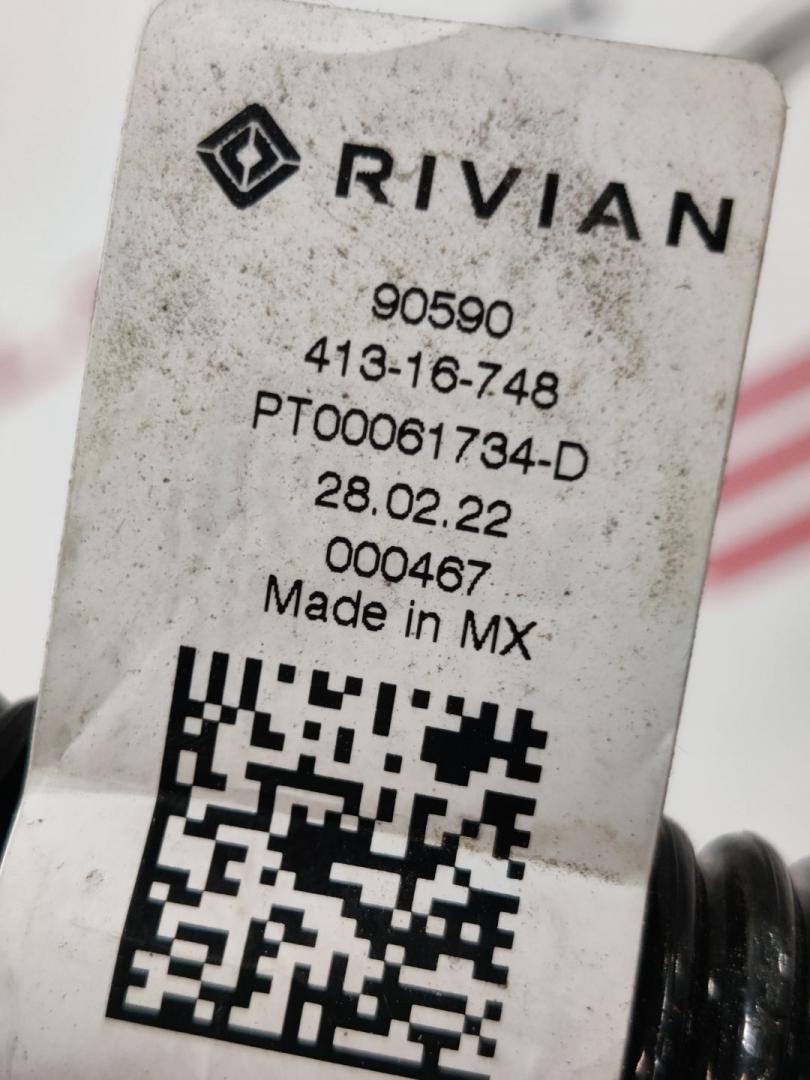 RIVIAN
90590
413-16-748
PT00061734-D
28.02.22
000467
Made in MX